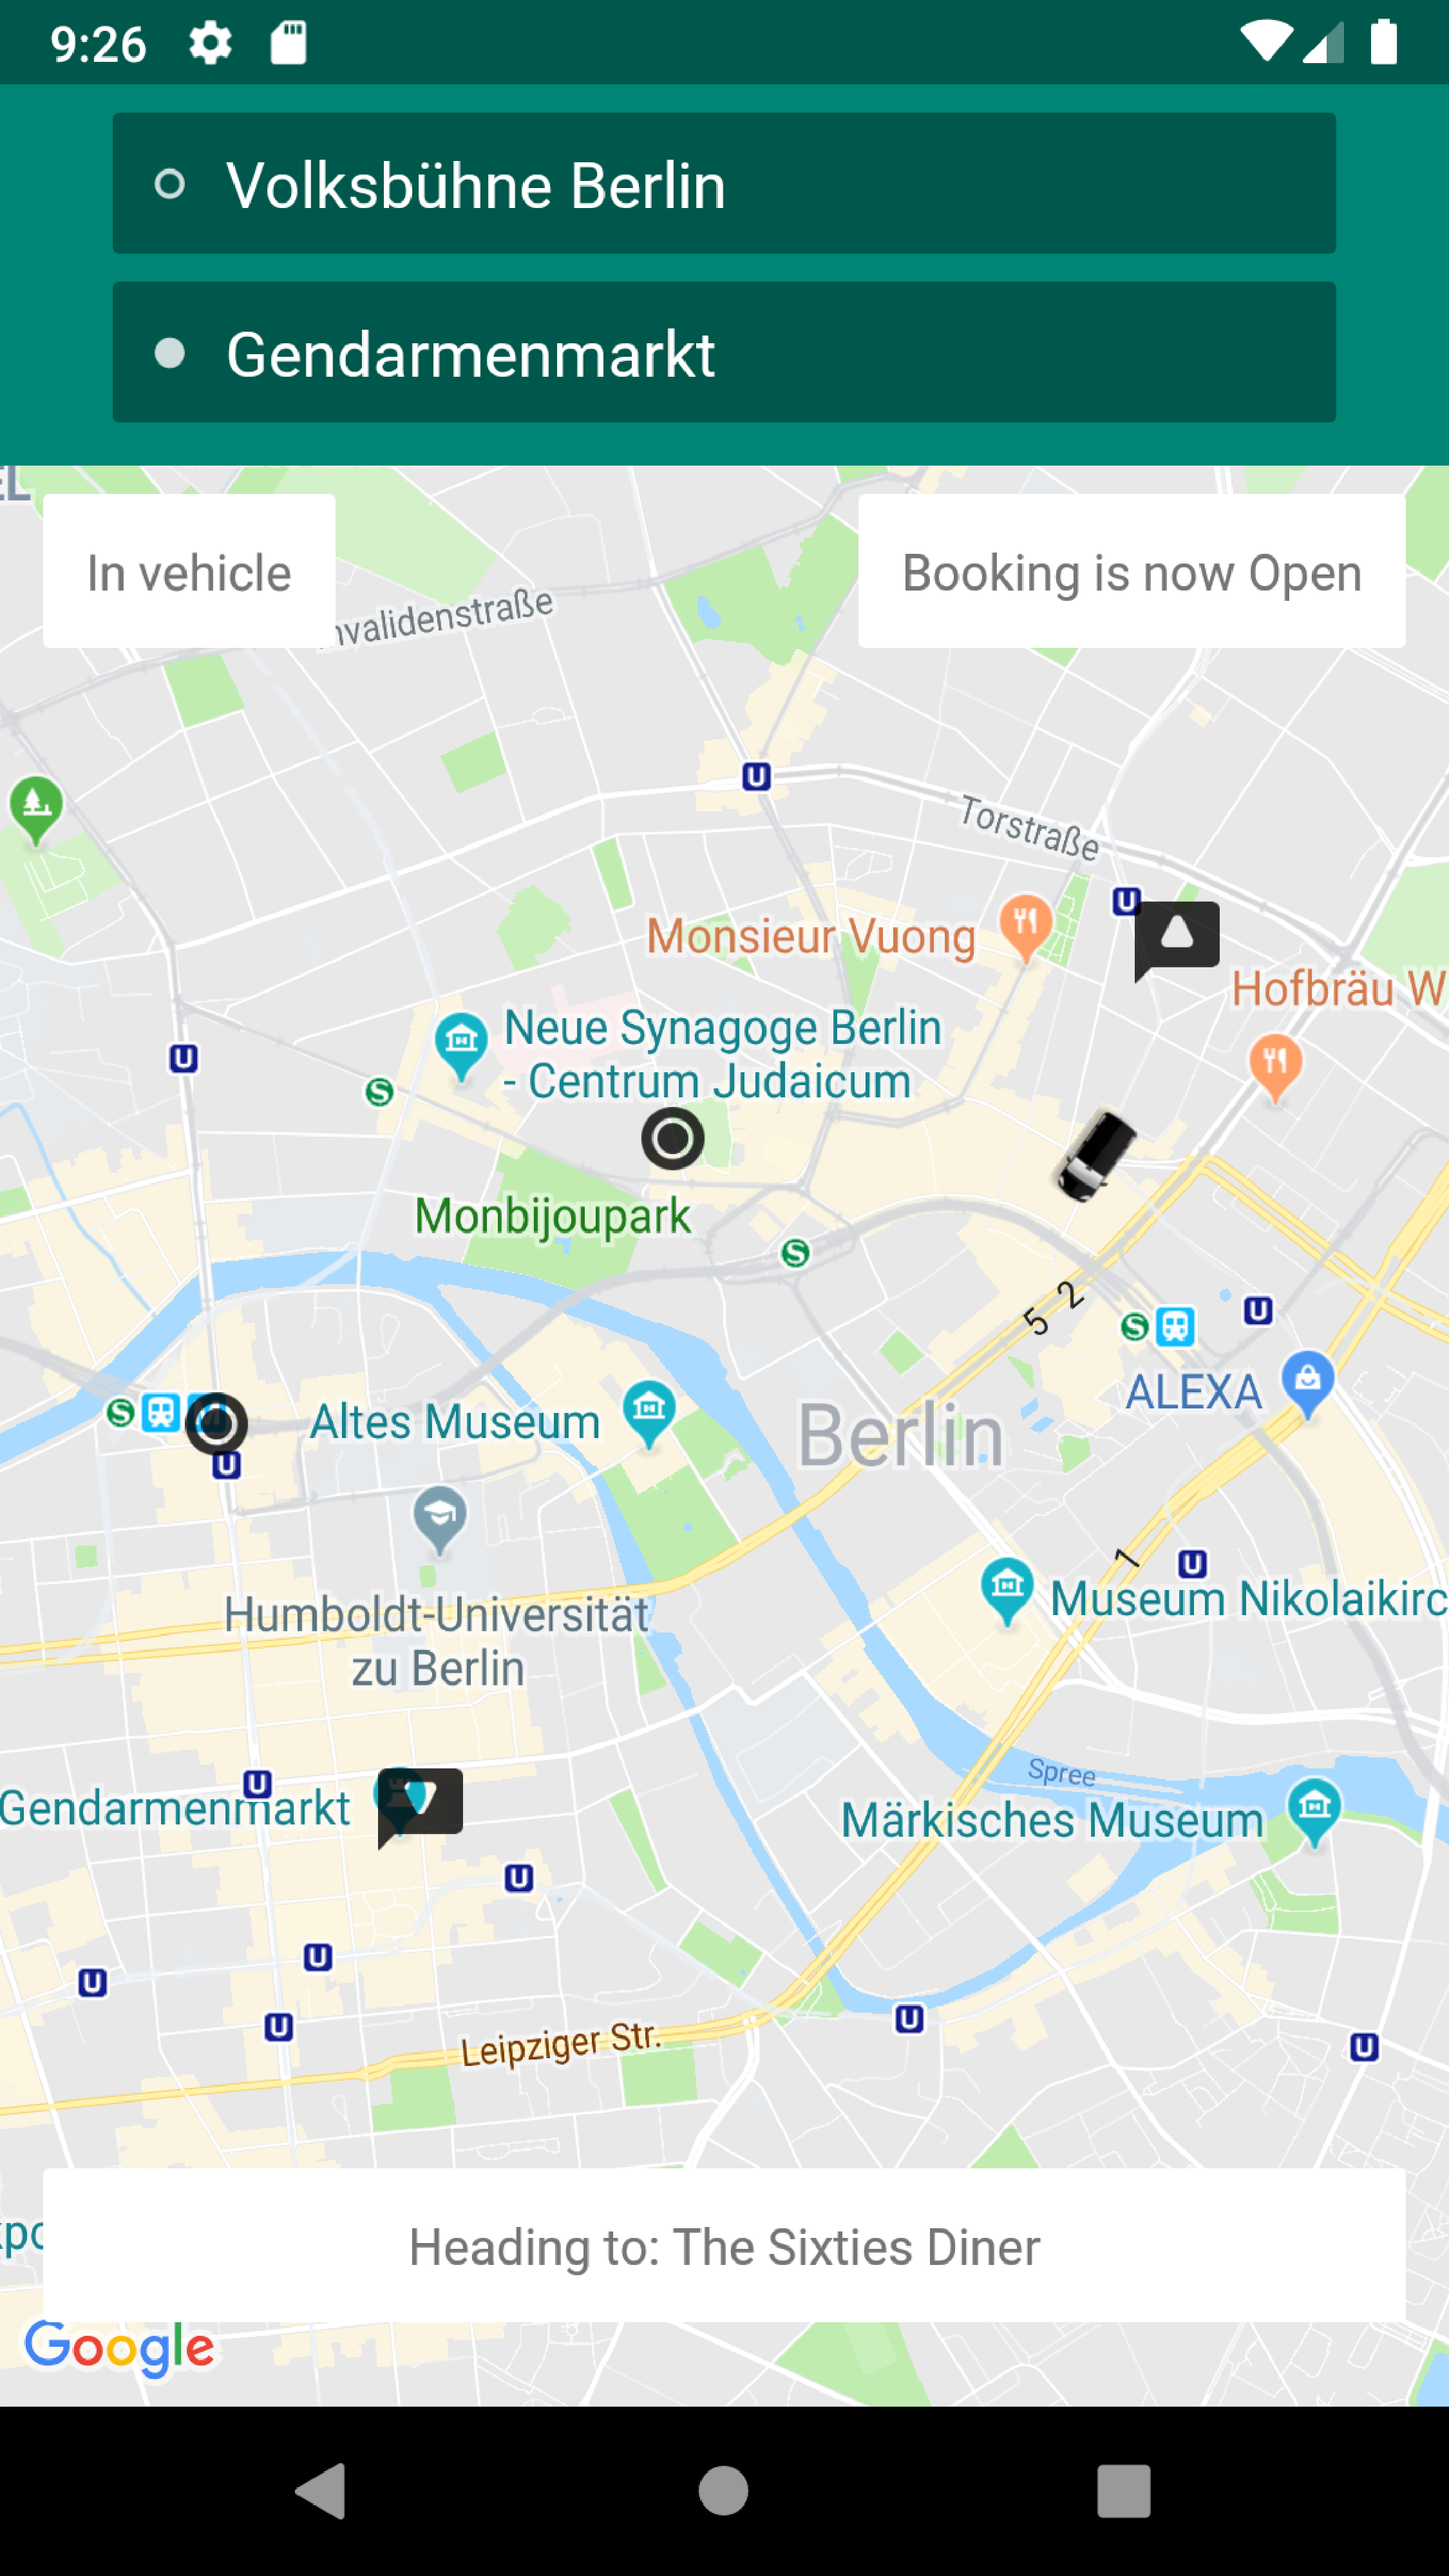 9:26
Volksbühne Berlin
Gendarmenmarkt
In vehicle
Booking is now Open
nvalidenstraße
Torstraße
Monsieur Vuong
Hofbräu W
Neue Synagoge Berlin
- Centrum Judaicum
Monbijoupark
5 2
ALEXA
Altes Museum
Berlin
1
Museum Nikolaikirc
Humboldt-Universität
zu Berlin
Spree
Gendarmenmarkt
Märkisches Museum
Leipziger Str.
Heading to: The Sixties Diner
Google